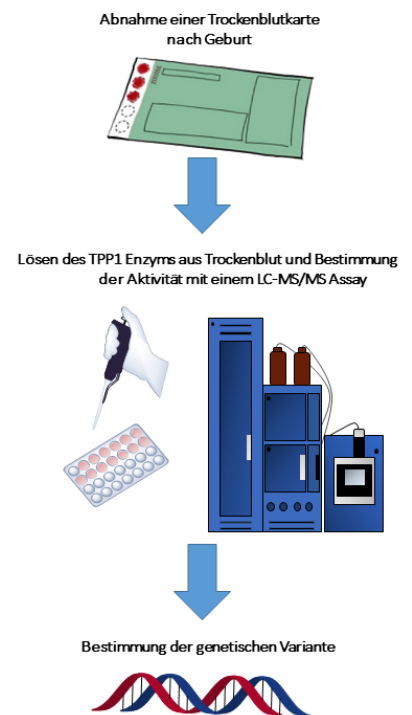 Abnahme einer Trockenblutkarte
nach Geburt
Lösen des TPP1 Enzyms aus Trockenblut und Bestimmung
der Aktivität mit einem LC-MS/MS Assay
Bestimmung der genetischen Variante